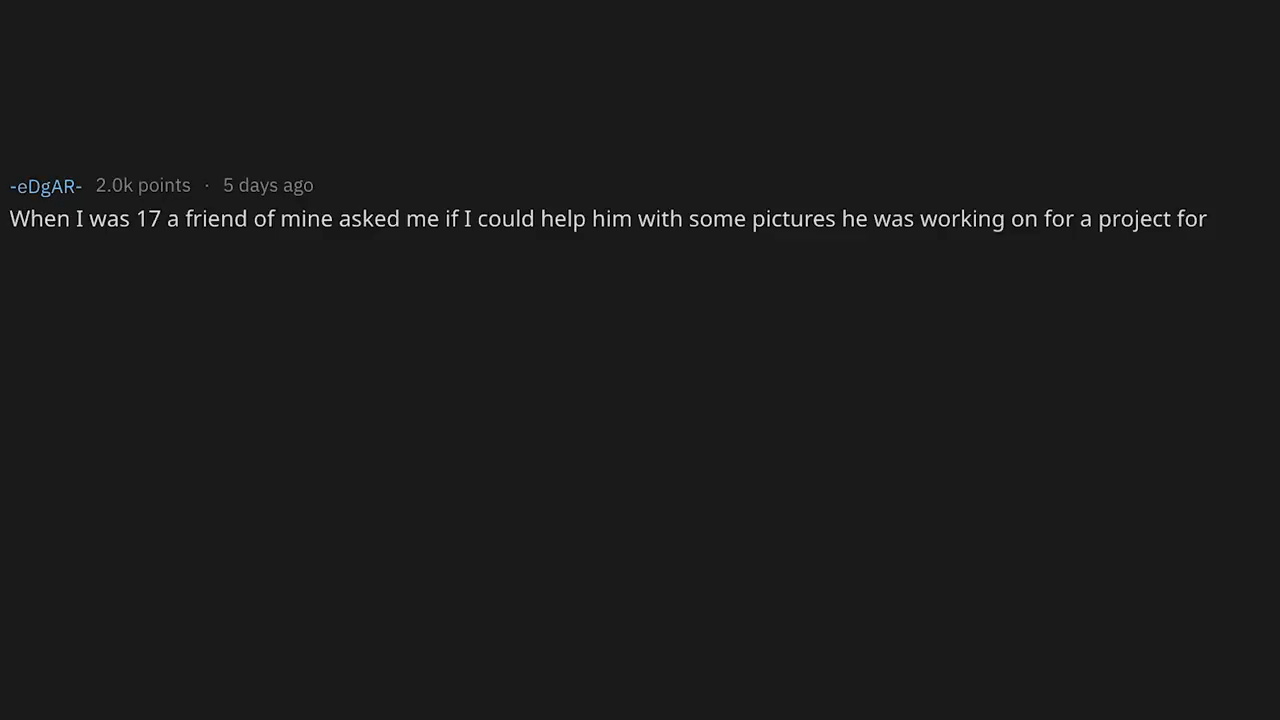 -eDgAR- 2.0k points · 5 days ago
When I was 17 a friend of mine asked me if I could help him with some pictures he was working on for a project for